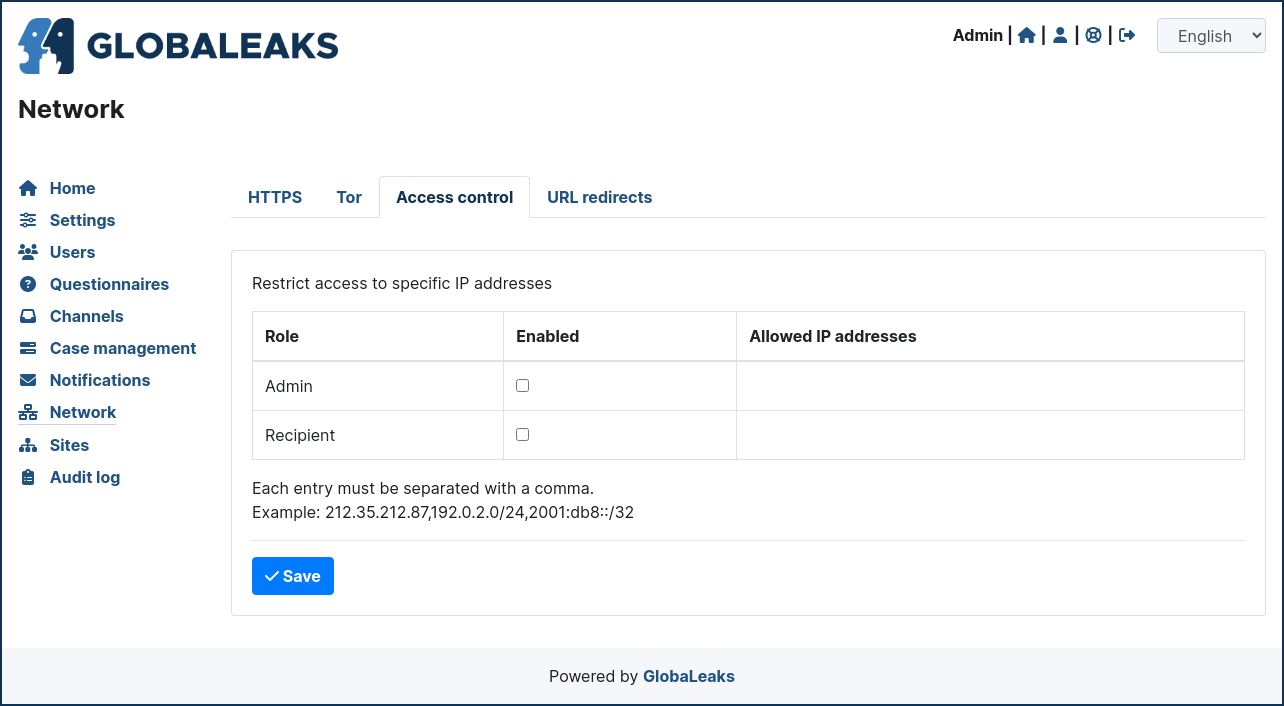 GLOBALEAKS
Admin | | | |
English
Network
Home
Settings
Users
Questionnaires
Channels
Case management
Notifications
Network
Sites
Audit log
HTTPS Tor Access control URL redirects
Restrict access to specific IP addresses
Role Enabled Allowed IP addresses
Admin
Recipient
Each entry must be separated with a comma.
Example: 212.35.212.87,192.0.2.0/24,2001:db8::/32
Save
Powered by GlobaLeaks